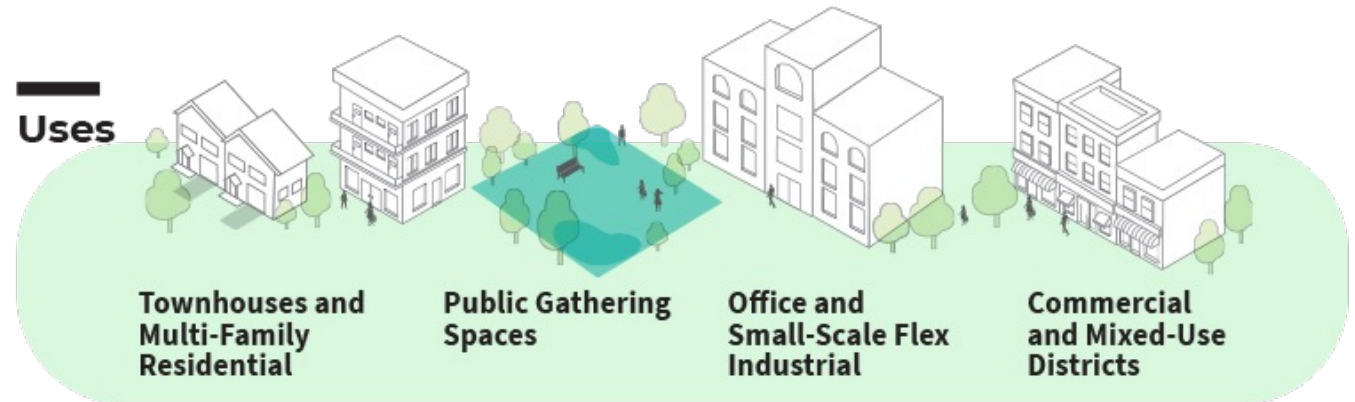 Uses
Townhouses and
Multi-Family
Residential
Public Gathering
Spaces
Office and
Small-Scale Flex
Industrial
Commercial
and Mixed-Use
Districts